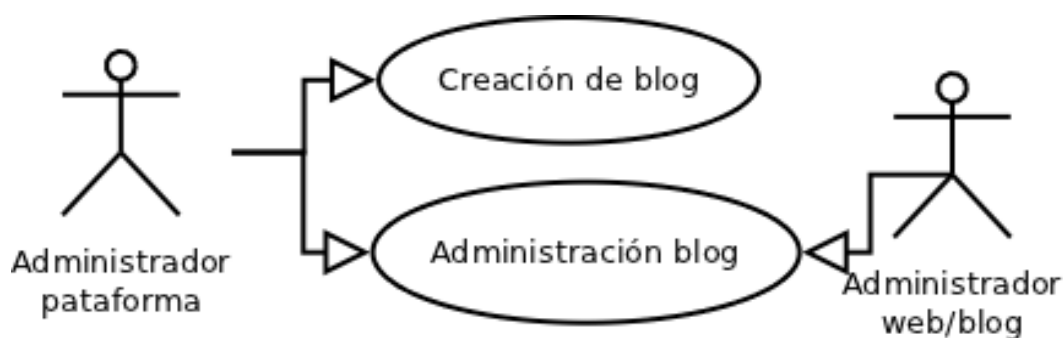 Creación de blog
Administración blog
Administrador
pataforma
Administrador
web/blog